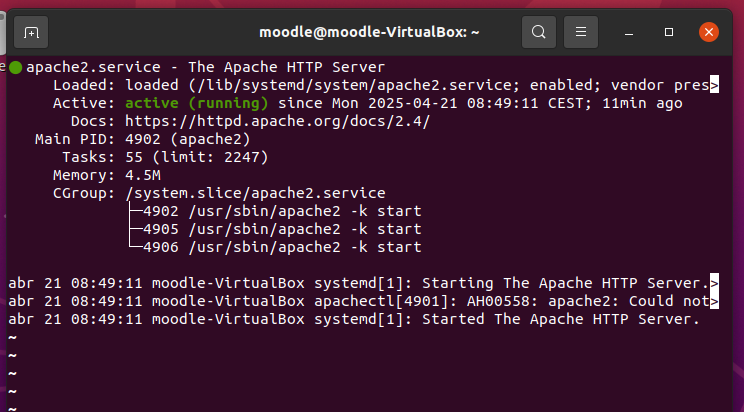 moodle@moodle-VirtualBox: ~
apache2.service - The Apache HTTP Server
Loaded: loaded (/lib/systemd/system/apache2.service; enabled; vendor pres>
Active: active (running) since Mon 2025-04-21 08:49:11 CEST; 11min ago
Docs: https://httpd.apache.org/docs/2.4/
Main PID: 4902 (apache2)
Tasks: 55 (limit: 2247)
Memory: 4.5M
CGroup: /system.slice/apache2.service
├─4902 /usr/sbin/apache2 -k start
├─4905 /usr/sbin/apache2 -k start
└─4906 /usr/sbin/apache2 -k start
abr 21 08:49:11 moodle-VirtualBox systemd[1]: Starting The Apache HTTP Server.>
abr 21 08:49:11 moodle-VirtualBox apachectl[4901]: AH00558: apache2: Could not>
abr 21 08:49:11 moodle-VirtualBox systemd[1]: Started The Apache HTTP Server.
~
~
~
~
~